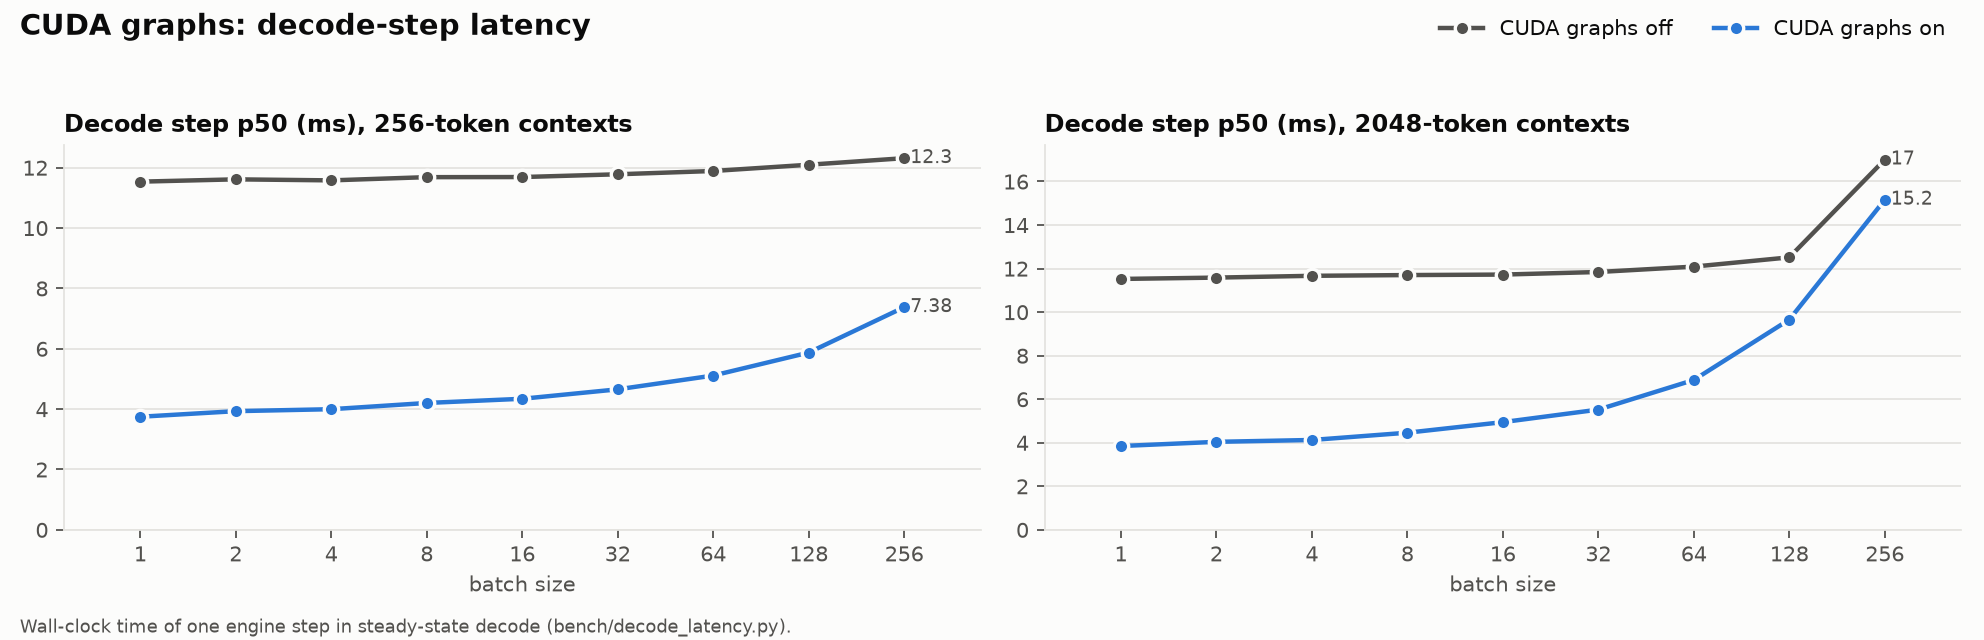 CUDA graphs: decode-step latency
CUDA graphs off
CUDA graphs on
Decode step p50 (ms), 256-token contexts
12
10
8
6
4
2
0
12.3
7.38
1 2 4 8 16 32 64 128 256
batch size
Decode step p50 (ms), 2048-token contexts
16
14
12
10
8
6
4
2
0
17
15.2
1 2 4 8 16 32 64 128 256
batch size
Wall-clock time of one engine step in steady-state decode (bench/decode_latency.py).